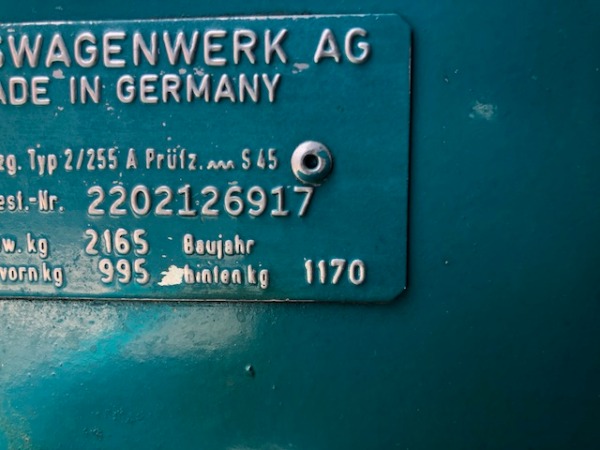 SWAGENWERK AG
ADE IN GERMANY
zg. Typ 2/255 A Prüfz. S 45
est.-Nr. 2202126917
w. kg 2165 Baujahr
vorn kg 995 hinten kg 1170